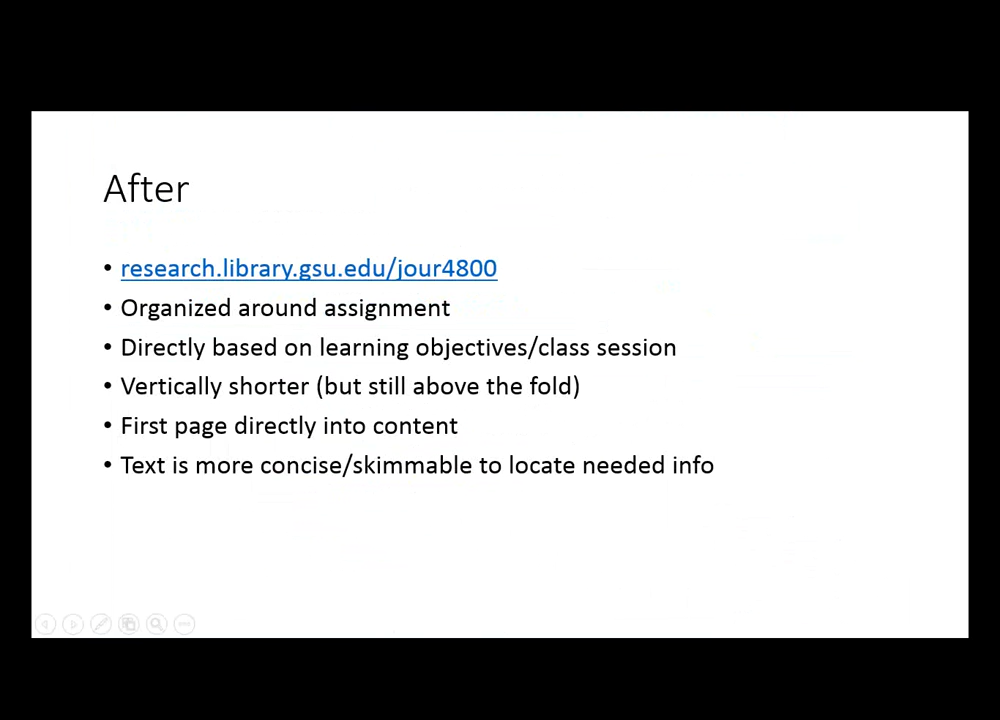 After
• research.library.gsu.edu/jour4800
• Organized around assignment
• Directly based on learning objectives/class session
• Vertically shorter (but still above the fold)
• First page directly into content
• Text is more concise/skimmable to locate needed info